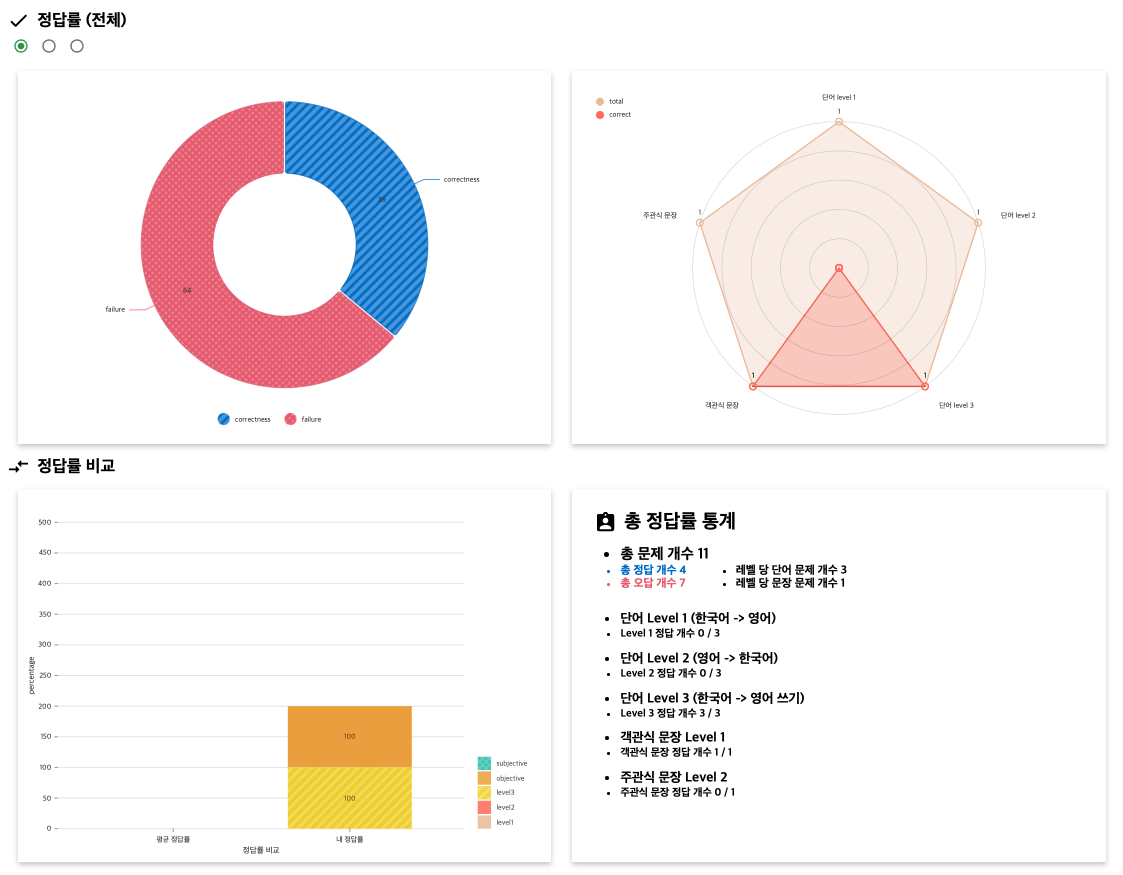 정답률 (전체)
correctness
36
64
failure
correctness
failure
total
correct
단어 level 1
1
주관식 문장
1
1
단어 level 2
1
1
객관식 문장
단어 level 3
정답률 비교
500
450
400
350
300
250
200
150
100
50
0
percentage
100
100
평균 정답률
내 정답률
정답률 비교
subjective
objective
level3
level2
level1
총 정답률 통계
총 문제 개수 11
총 정답 개수 4
총 오답 개수 7
레벨 당 단어 문제 개수 3
레벨 당 문장 문제 개수 1
단어 Level 1 (한국어 -> 영어)
Level 1 정답 개수 0 / 3
단어 Level 2 (영어 -> 한국어)
Level 2 정답 개수 0 / 3
단어 Level 3 (한국어 -> 영어 쓰기)
Level 3 정답 개수 3 / 3
객관식 문장 Level 1
객관식 문장 정답 개수 1 / 1
주관식 문장 Level 2
주관식 문장 정답 개수 0 / 1